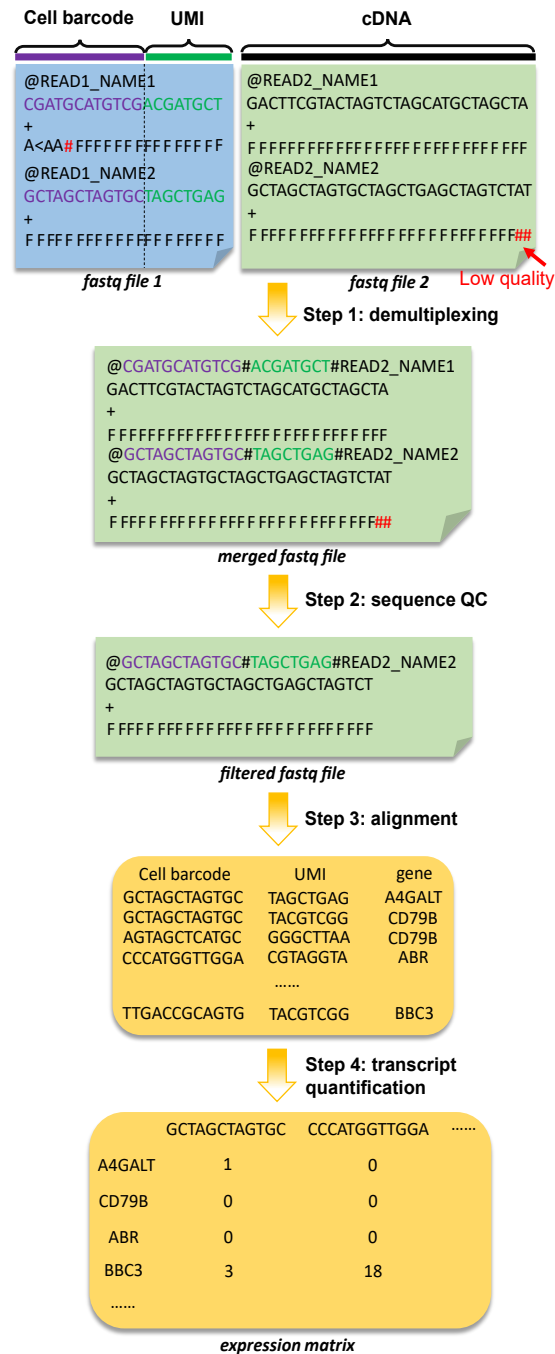 Cell barcode UMI cDNA
@READ1_NAME1
CGATGCATGTCGACGATGCT
+
A<AA#FFFFFFFFFFFFFFF
@READ1_NAME2
GCTAGCTAGTGCTAGCTGAG
+
FFFFFFFFFFFFFFFFFFFF
fastq file 1
@READ2_NAME1
GACTTCGTACTAGTCTAGCATGCTAGCTA
+
FFFFFFFFFFFFFFFFFFFFFFFFFFFFF
@READ2_NAME2
GCTAGCTAGTGCTAGCTGAGCTAGTCTAT
+
FFFFFFFFFFFFFFFFFFFFFFFFFFF##
Low quality
fastq file 2
Step 1: demultiplexing
@CGATGCATGTCG#ACGATGCT#READ2_NAME1
GACTTCGTACTAGTCTAGCATGCTAGCTA
+
FFFFFFFFFFFFFFFFFFFFFFFFFFFFF
@GCTAGCTAGTGC#TAGCTGAG#READ2_NAME2
GCTAGCTAGTGCTAGCTGAGCTAGTCTAT
+
FFFFFFFFFFFFFFFFFFFFFFFFFFF##
merged fastq file
Step 2: sequence QC
@GCTAGCTAGTGC#TAGCTGAG#READ2_NAME2
GCTAGCTAGTGCTAGCTGAGCTAGTCT
+
FFFFFFFFFFFFFFFFFFFFFFFFFFF
filtered fastq file
Step 3: alignment
Cell barcode UMI gene
GCTAGCTAGTGC TAGCTGAG A4GALT
GCTAGCTAGTGC TACGTCGG CD79B
AGTAGCTCATGC GGGCTTAA CD79B
CCCATGGTTGGA CGTAGGTA ABR
......
TTGACCGCAGTG TACGTCGG BBC3
Step 4: transcript
quantification
GCTAGCTAGTGC CCCATGGTTGGA ......
A4GALT 1 0
CD79B 0 0
ABR 0 0
BBC3 3 18
......
expression matrix